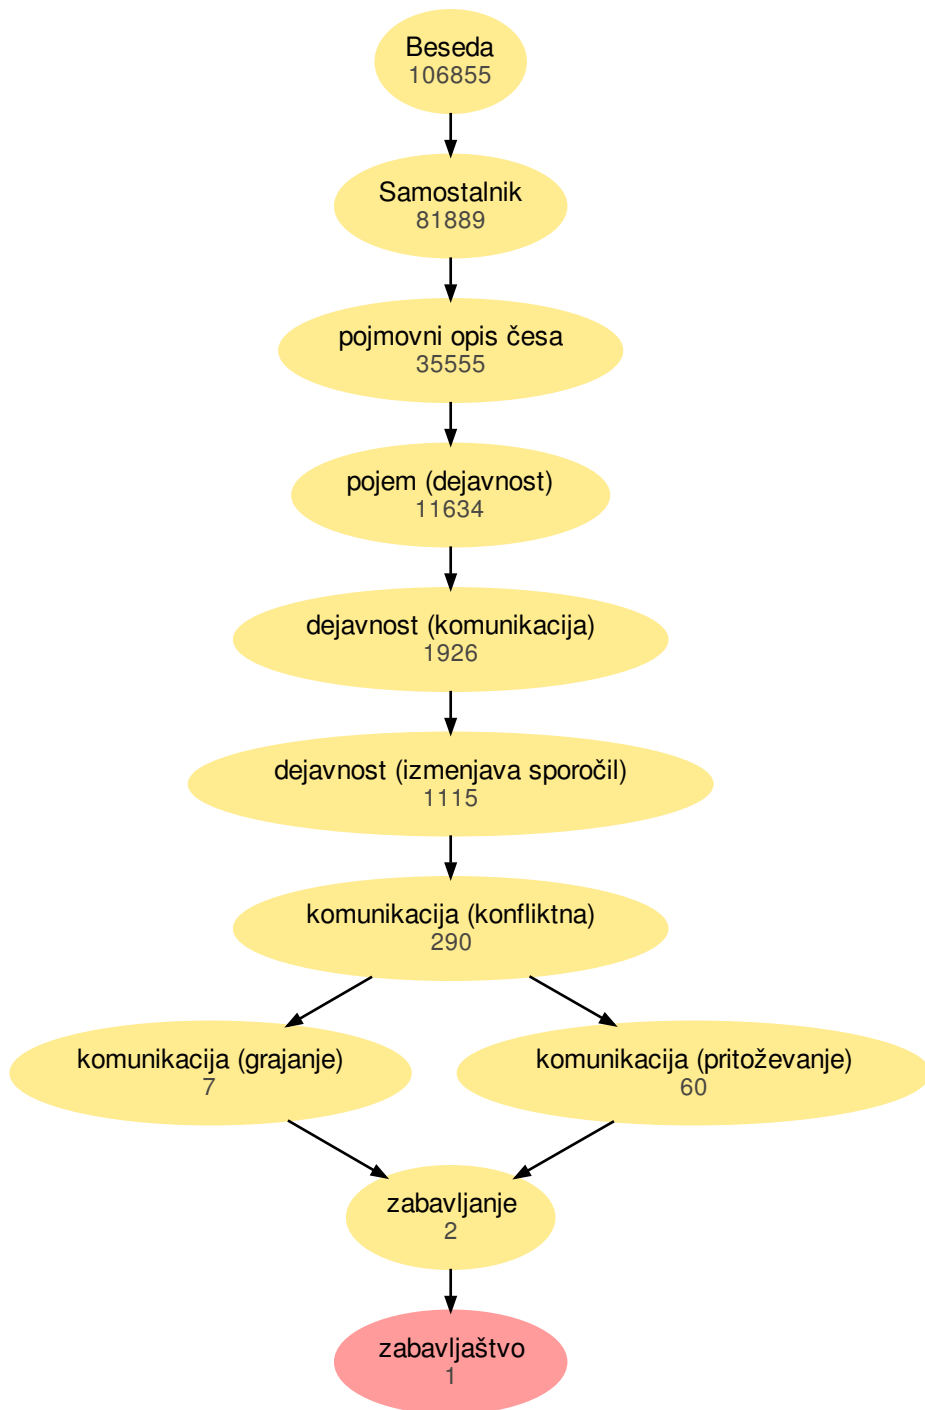 Beseda
106855
Samostalnik
81889
pojmovni opis česa
35555
pojem (dejavnost)
11634
dejavnost (komunikacija)
1926
dejavnost (izmenjava sporočil)
1115
komunikacija (konfliktna)
290
komunikacija (grajanje)
7
komunikacija (pritoževanje)
60
zabavljanje
2
zabavljaštvo
1